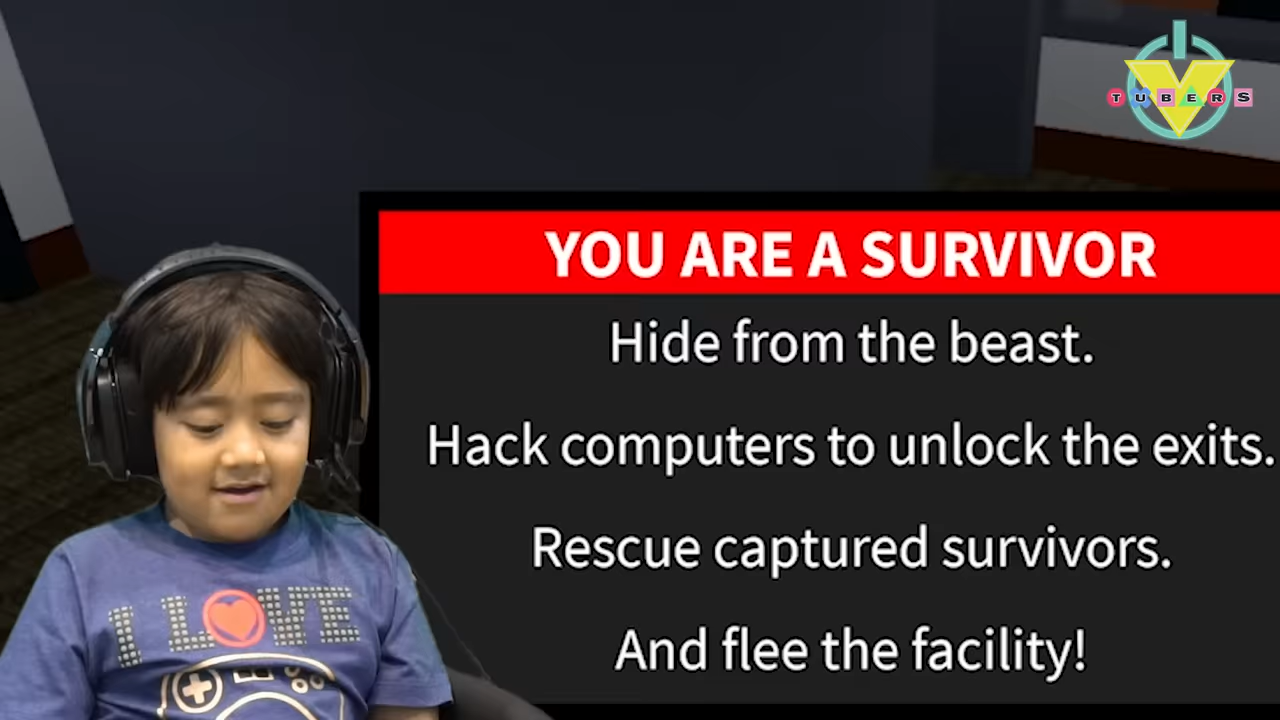 V
TUBERS
YOU ARE A SURVIVOR
Hide from the beast.
Hack computers to unlock the exits.
Rescue captured survivors.
And flee the facility!
I LOVE